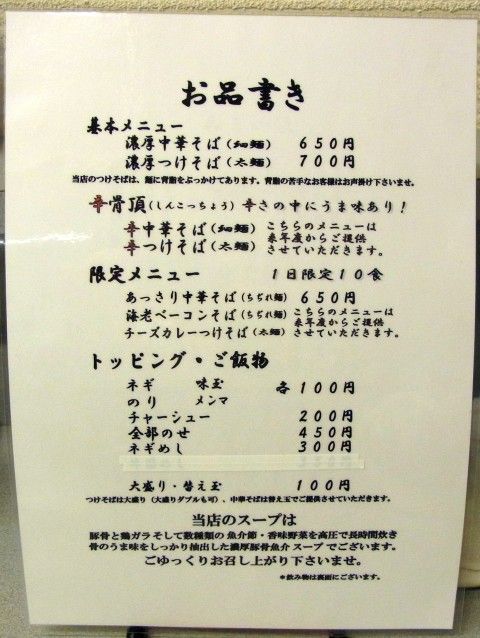 お品書き
基本メニュー
濃厚中華そば(細麺) 650円
濃厚つけそば(太麺) 700円
当店のつけそばは、麺に背脂をぶっかけてあります。背脂の苦手なお客様はお声掛け下さいませ。
辛骨頂(しんこっちょう) 辛さの中にうま味あり!
辛中華そば(細麺) こちらのメニューは
来年度からご提供
辛つけそば(太麺) させていただきます。
限定メニュー 1日限定10食
あっさり中華そば(ちぢれ麺) 650円
海老ベーコンそば(ちぢれ麺) こちらのメニューは
来年度からご提供
チーズカレーつけそば(太麺) させていただきます。
トッピング・ご飯物
ネギ 味玉 各100円
のり メンマ
チャーシュー 200円
全部のせ 450円
ネギめし 300円
大盛り・替え玉 100円
つけそばは大盛り(大盛りダブルも可)、中華そばは替え玉でご提供させていただきます。
当店のスープは
豚骨と鶏ガラ そして数種類の 魚介節・香味野菜を高圧で長時間炊き
骨のうま味をしっかり抽出した濃厚豚骨魚介 スープ でございます。
ごゆっくりお召し上がり下さいませ。
*飲み物は裏面にございます。